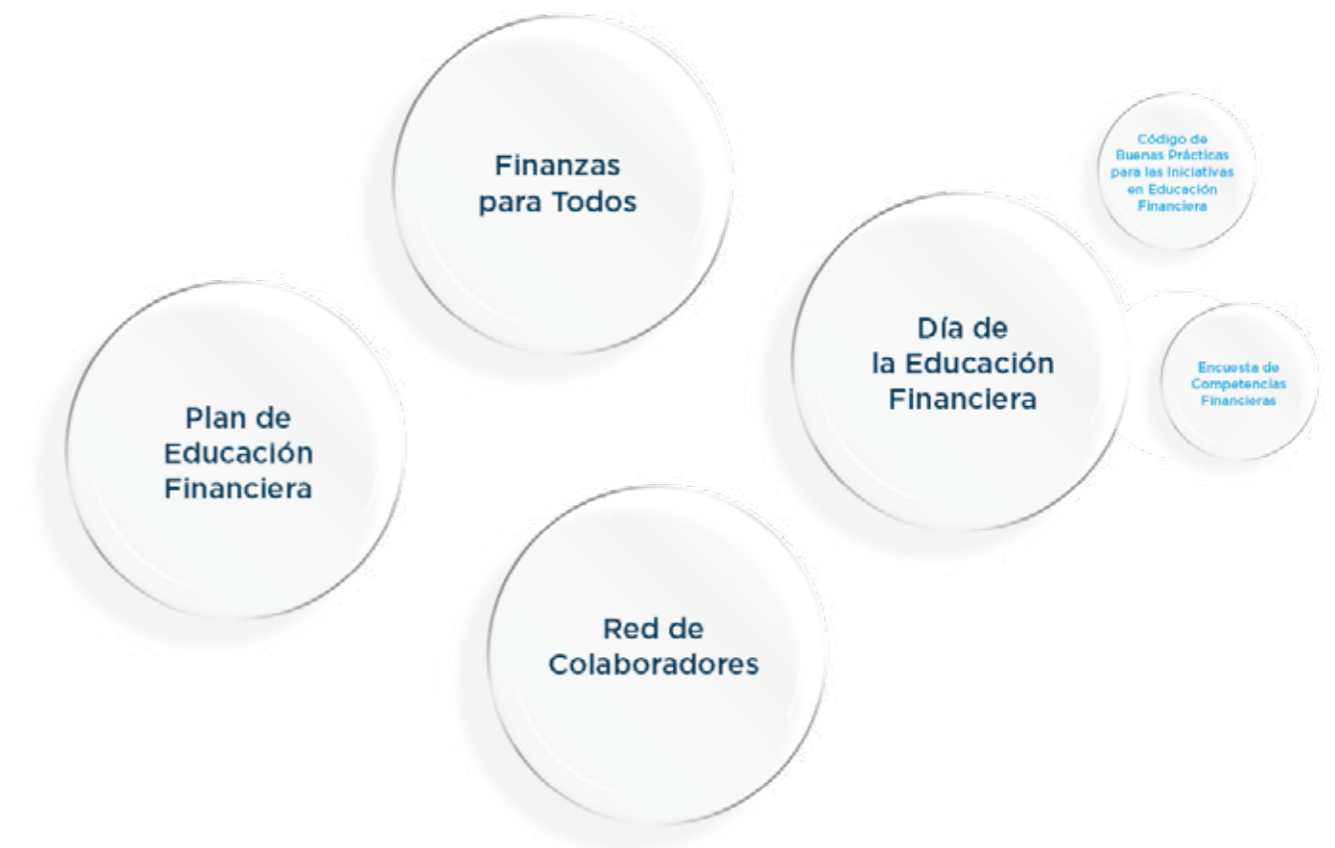 Finanzas
para Todos
Código de
Buenas Prácticas
para las Iniciativas
en Educación
Financiera
Día de
la Educación
Financiera
Encuesta de
Competencias
Financieras
Plan de
Educación
Financiera
Red de
Colaboradores